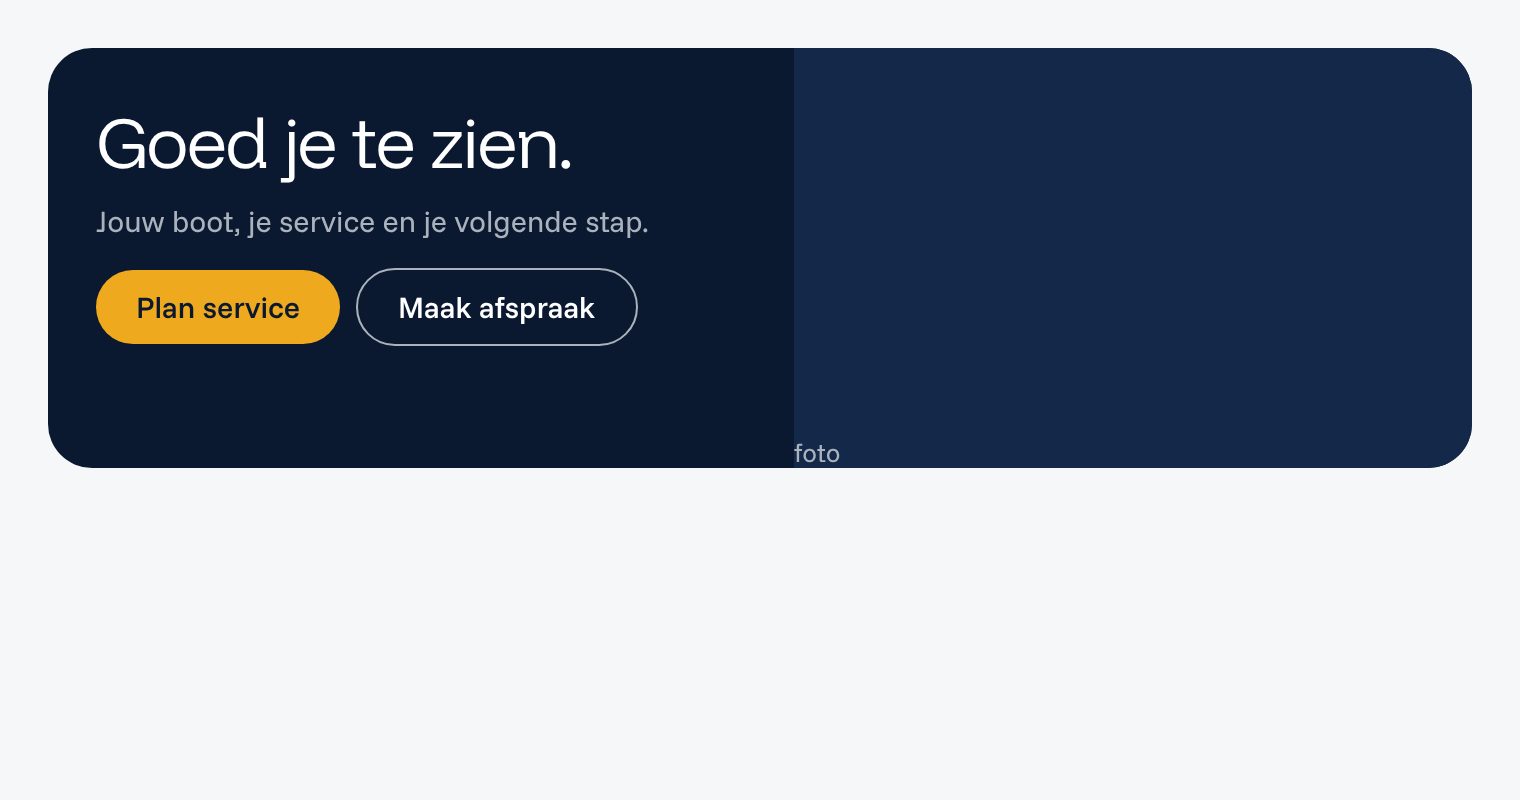 Goed je te zien.
Jouw boot, je service en je volgende stap.
Plan service
Maak afspraak
foto